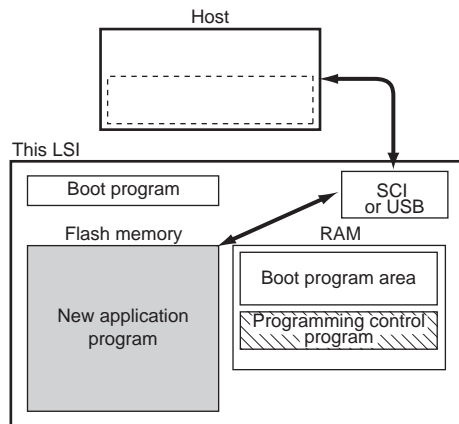 Host
This LSI
Boot program
SCI
or USB
Flash memory
RAM
Boot program area
New application
program
Programming control
program